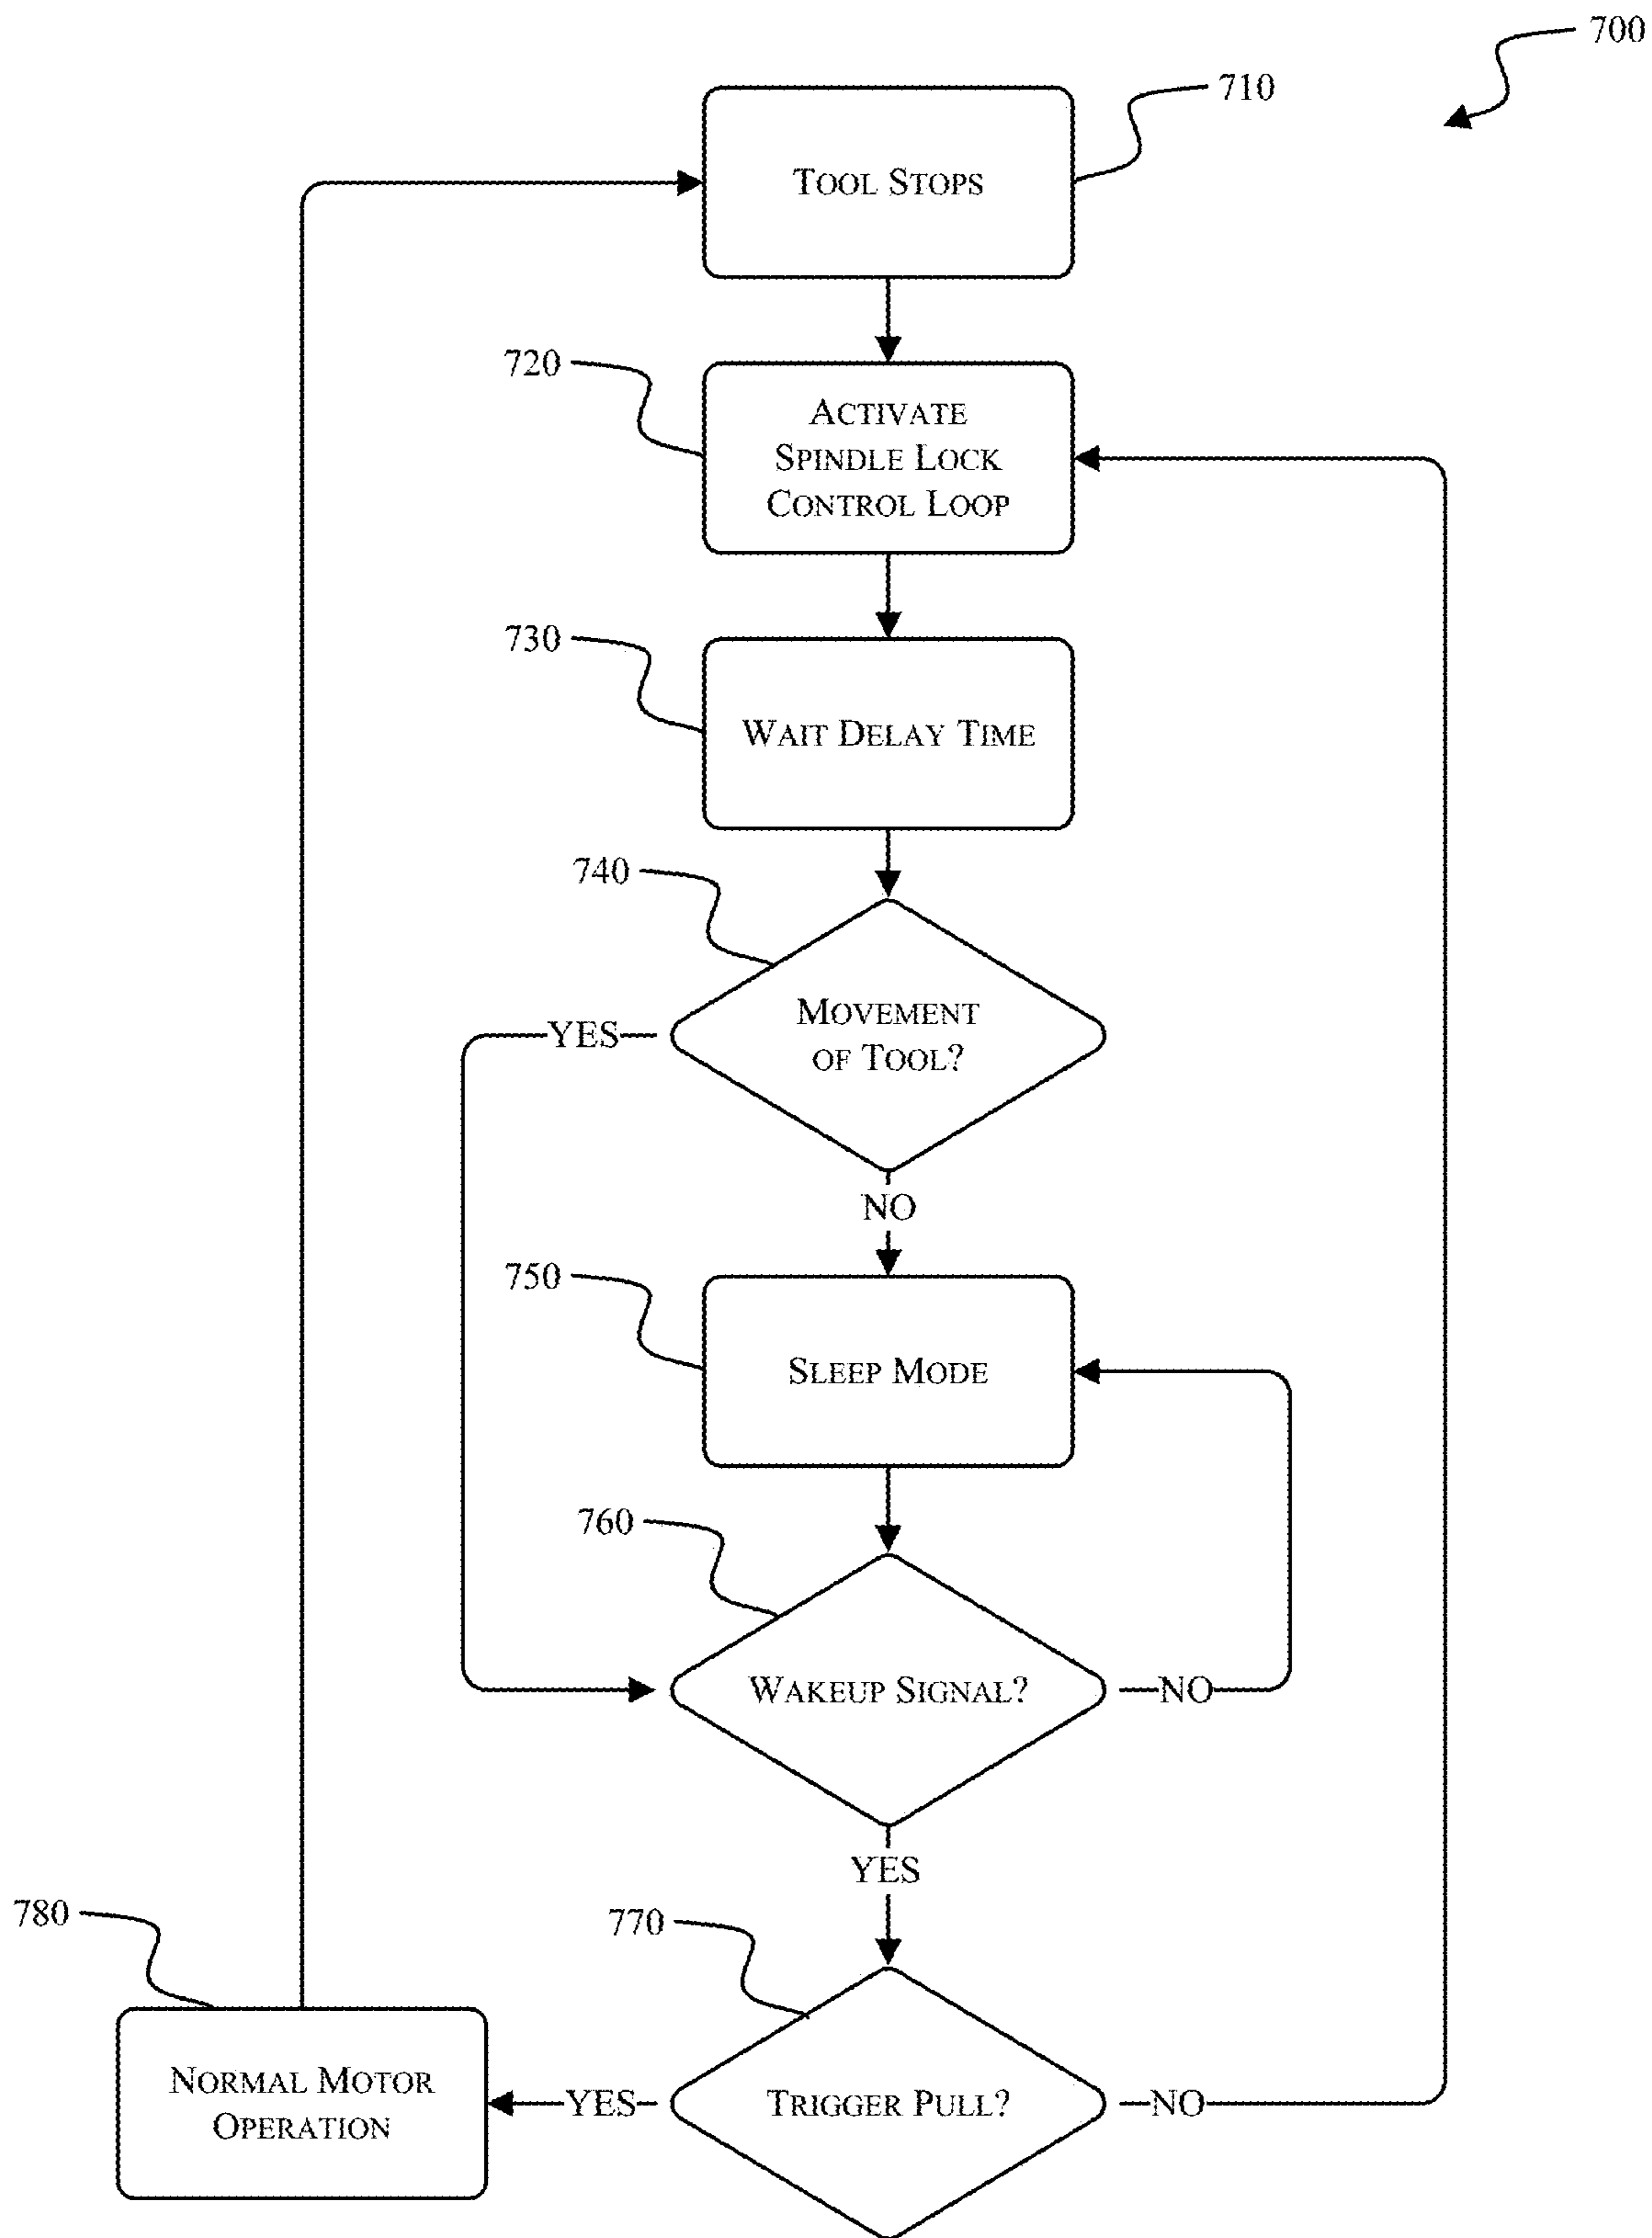 700
710
TOOL STOPS
720
ACTIVATE
SPINDLE LOCK
CONTROL LOOP
730
WAIT DELAY TIME
740
MOVEMENT
OF TOOL?
YES
NO
750
SLEEP MODE
760
WAKEUP SIGNAL?
NO
YES
780
770
NORMAL MOTOR
OPERATION
YES
TRIGGER PULL?
NO